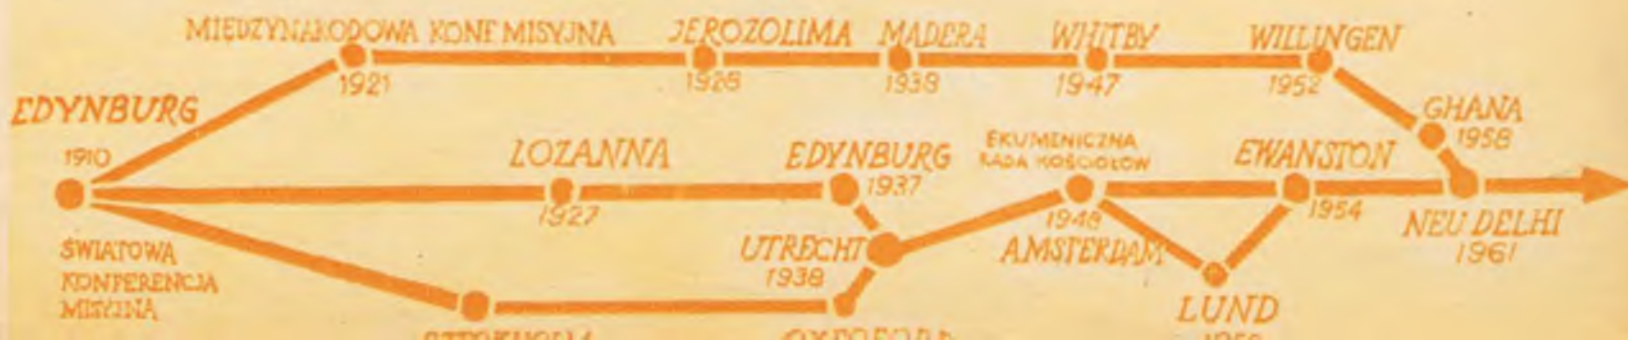 MIĘDZYNARODOWA KONF MISYJNA
1921
JEROZOLIMA
1928
MADERA
1938
WHITBY
1947
WILLINGEN
1952
GHANA
1958
EDYNBURG
1910
ŚWIATOWA
KONFERENCJA
MISYJNA
LOZANNA
1927
EDYNBURG
1937
EKUMENICZNA
RADA KOŚCIOŁÓW
1948
AMSTERDAM
EWANSTON
1954
NEU DELHI
1961
UTRECHT
1938
LUND